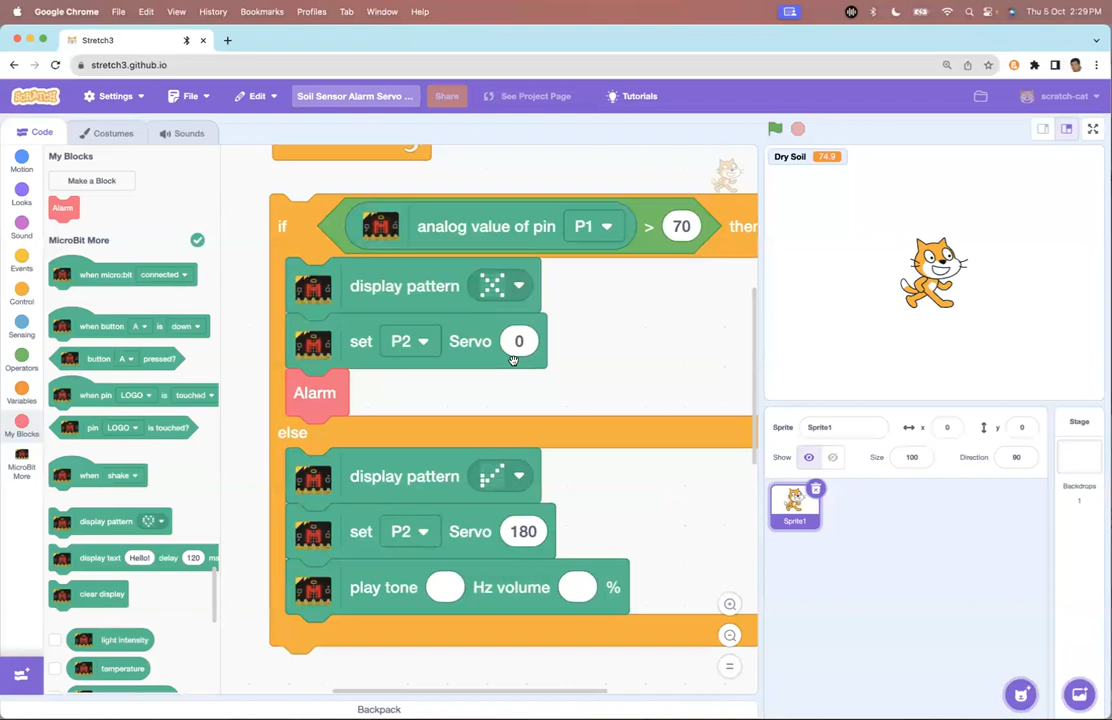 Google Chrome File Edit View History Bookmarks Profiles Tab Window Help Thu 5 Oct 2:29 PM
Stretch3
stretch3.github.io
SCRATCH Settings File Edit Soil Sensor Alarm Servo ... Share See Project Page Tutorials scratch-cat
Code Costumes Sounds
Motion
Looks
Sound
Events
Control
Sensing
Operators
Variables
My Blocks
MicroBit More
My Blocks
Make a Block
Alarm
MicroBit More
when micro:bit connected
when button A is down
button A pressed?
when pin LOGO is touched
pin LOGO is touched?
when shake
display pattern
display text Hello! delay 120 ms
clear display
light intensity
temperature
if analog value of pin P1 > 70 then
display pattern
set P2 Servo 0
Alarm
else
display pattern
set P2 Servo 180
play tone Hz volume %
Backpack
Dry Soil 74.9
Sprite Sprite1 x 0 y 0
Show Size 100 Direction 90
Sprite1
Stage
Backdrops
1